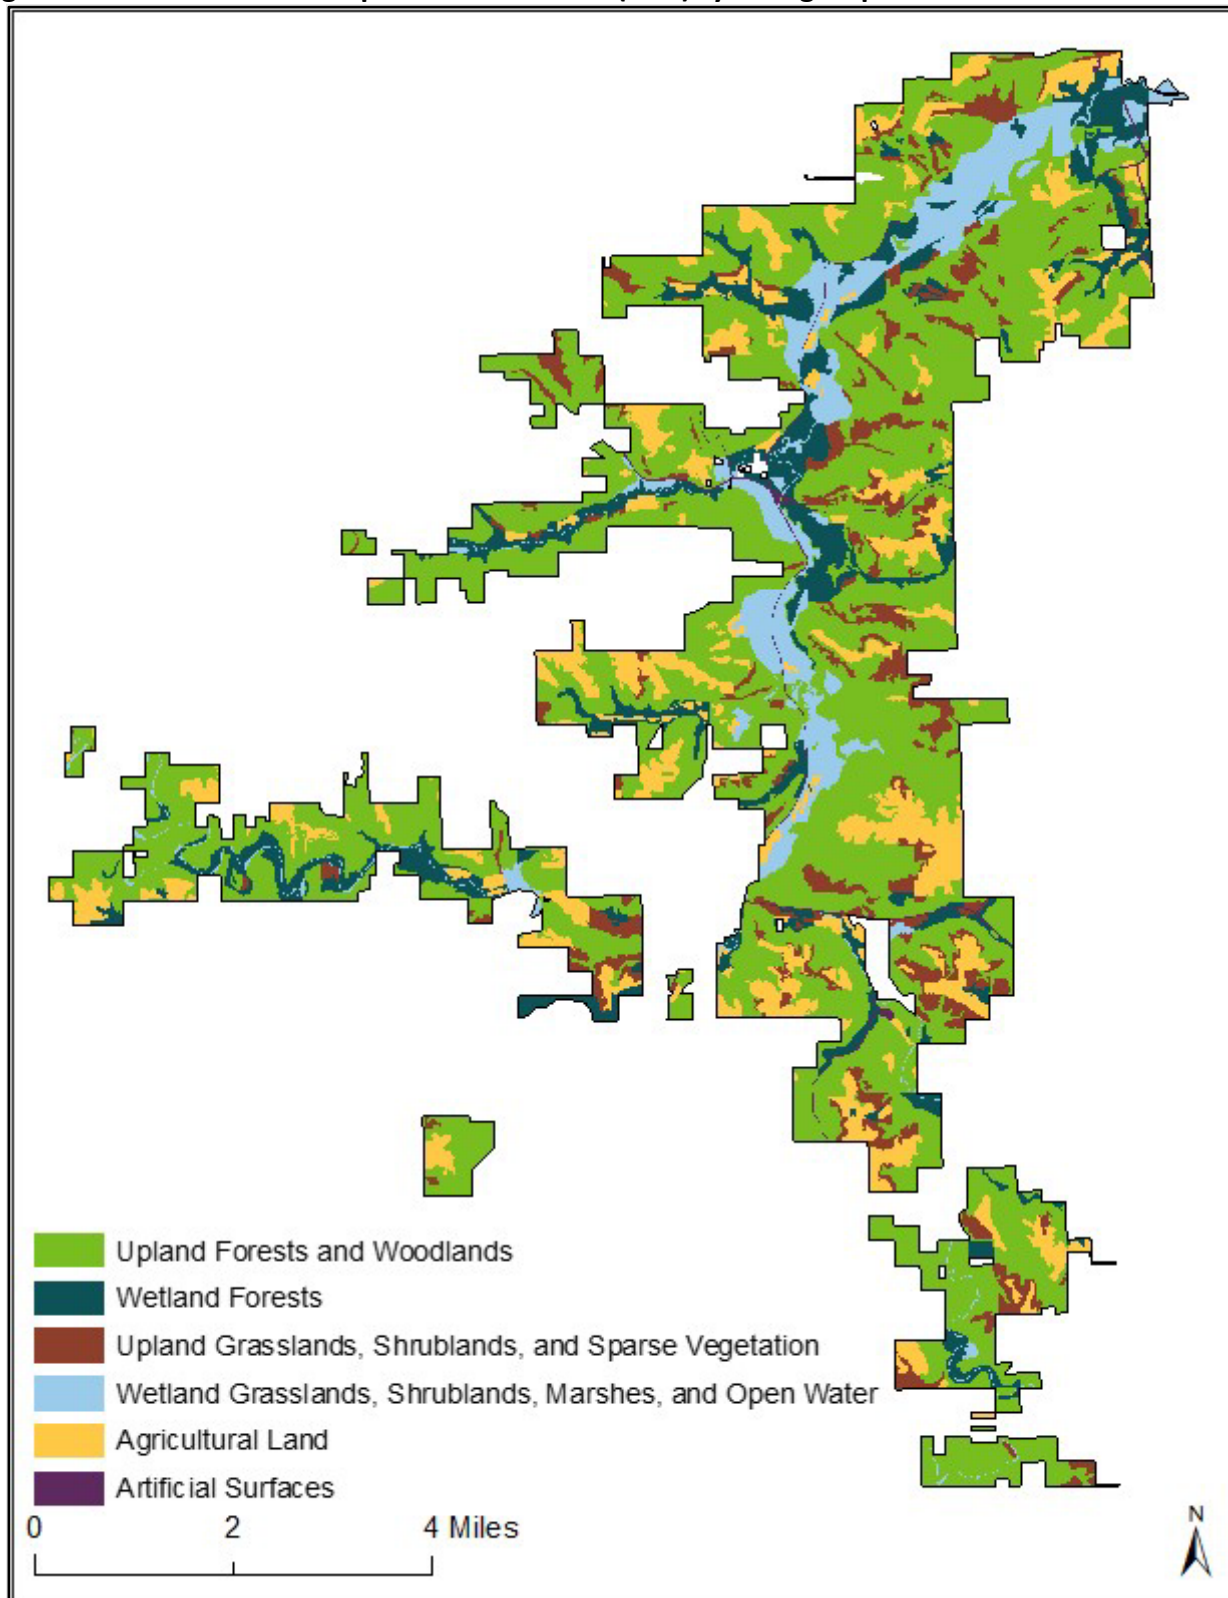 Upland Forests and Woodlands
Wetland Forests
Upland Grasslands, Shrublands, and Sparse Vegetation
Wetland Grasslands, Shrublands, Marshes, and Open Water
Agricultural Land
Artificial Surfaces
0 2 4 Miles
N